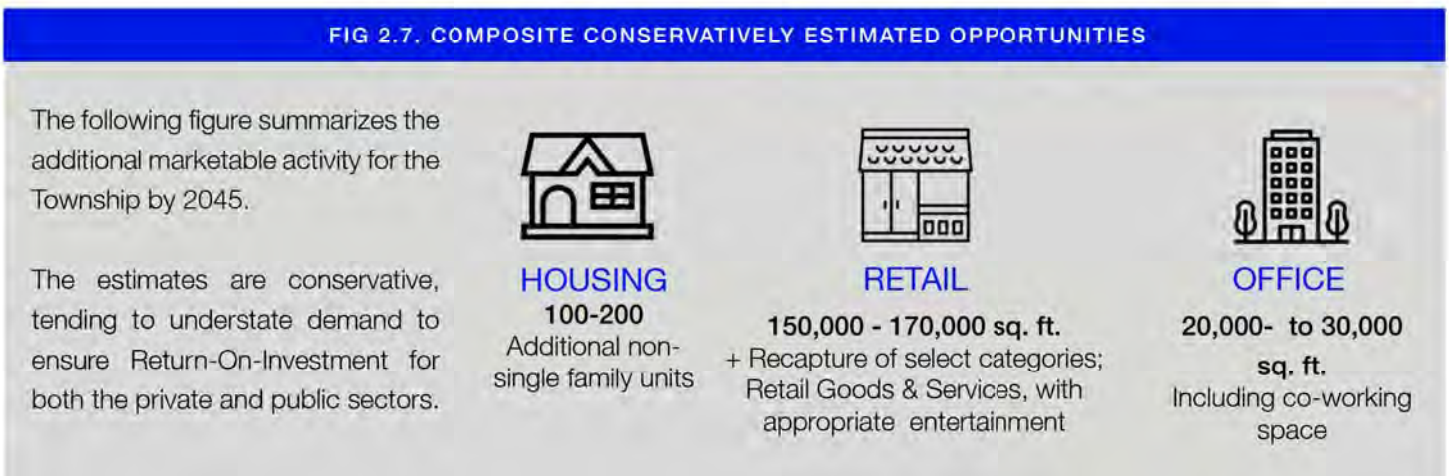 FIG 2.7. COMPOSITE CONSERVATIVELY ESTIMATED OPPORTUNITIES
The following figure summarizes the
additional marketable activity for the
Township by 2045.
The estimates are conservative,
tending to understate demand to
ensure Return-On-Investment for
both the private and public sectors.
HOUSING
100-200
Additional non-
single family units
RETAIL
150,000 - 170,000 sq. ft.
+ Recapture of select categories;
Retail Goods & Services, with
appropriate entertainment
OFFICE
20,000- to 30,000
sq. ft.
Including co-working
space